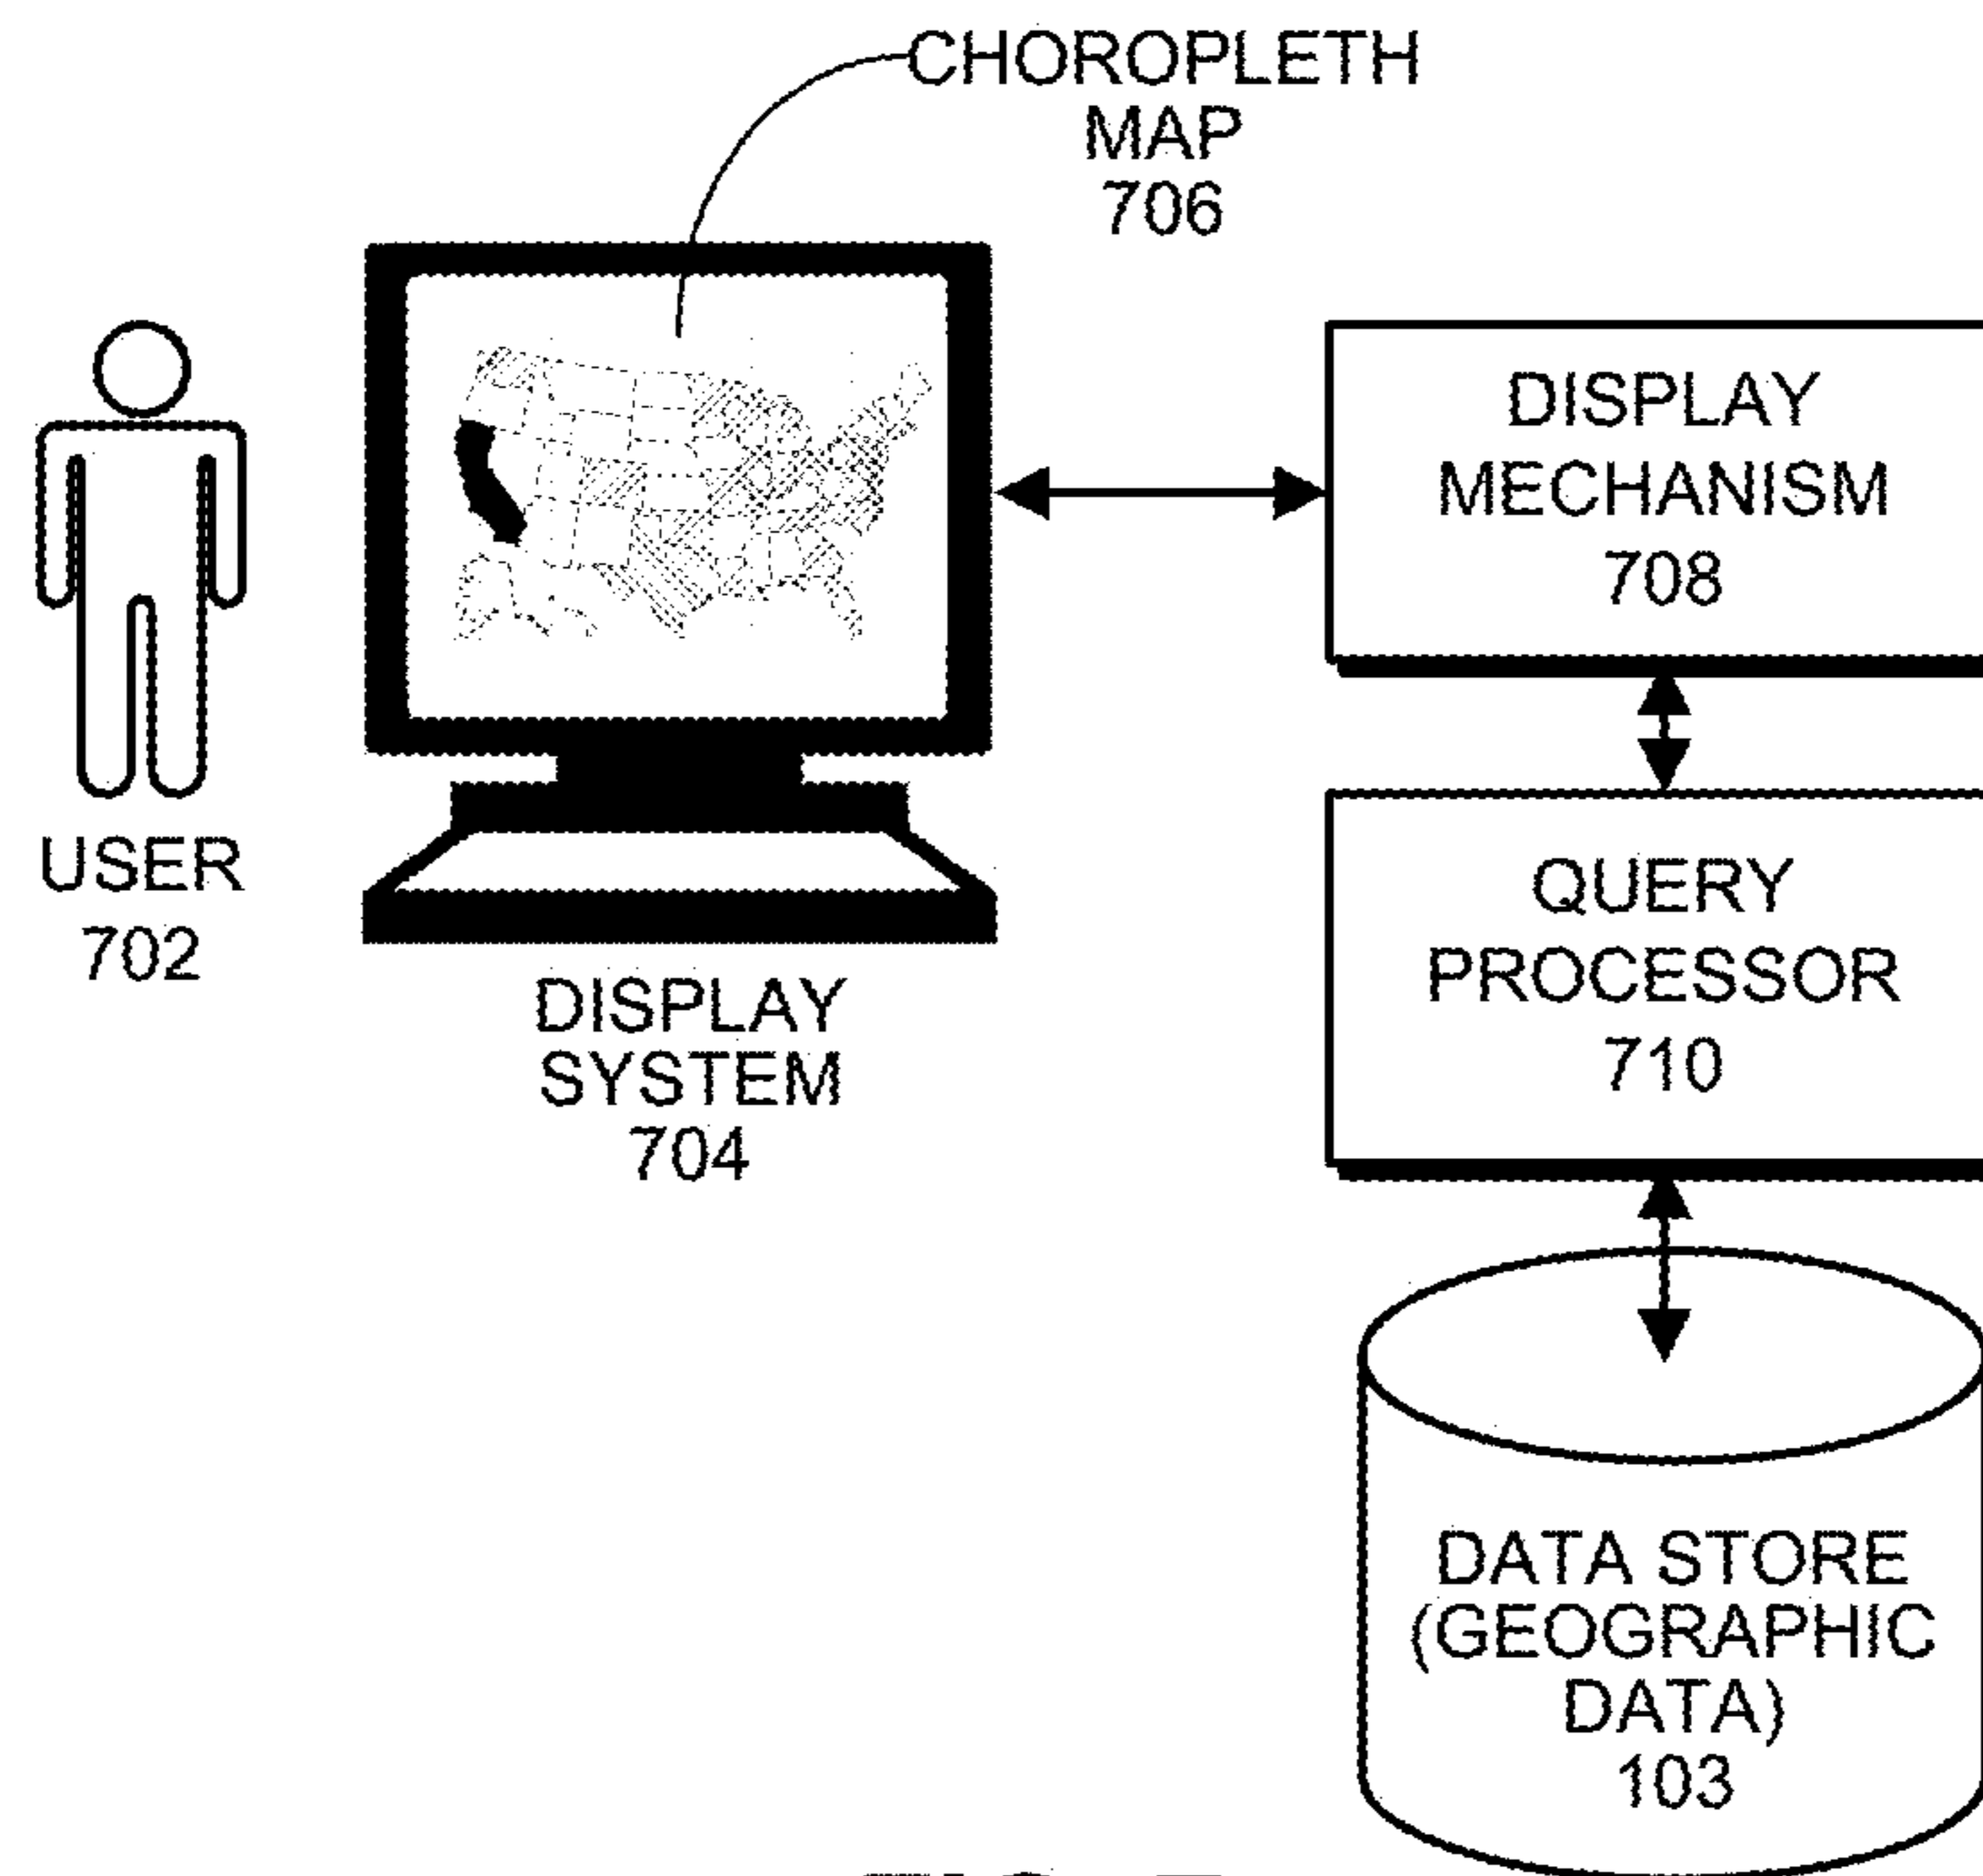 CHOROPLETH
MAP
706
DISPLAY
MECHANISM
708
USER
702
QUERY
PROCESSOR
710
DISPLAY
SYSTEM
704
DATA STORE
(GEOGRAPHIC
DATA)
103